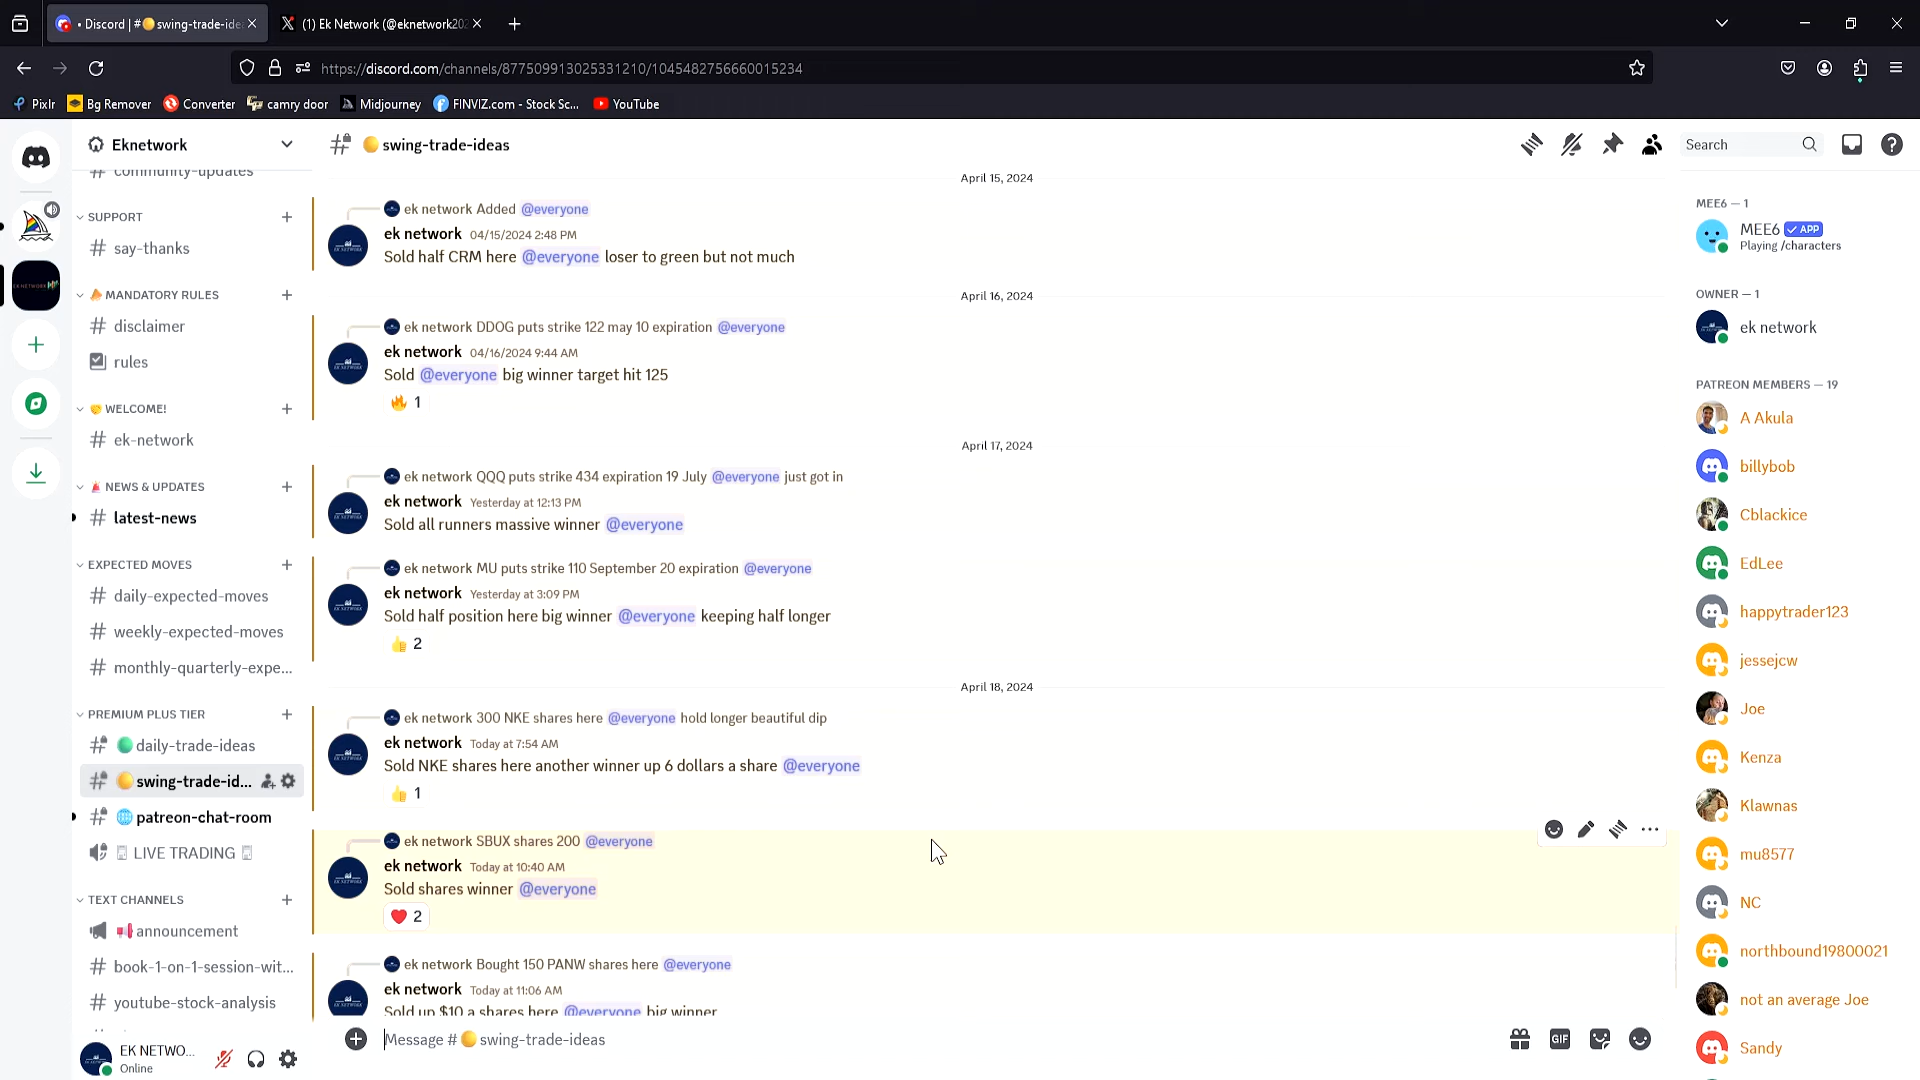 • Discord | # swing-trade-ide
(1) Ek Network (@eknetwork202
https://discord.com/channels/877509913025331210/1045482756660015234
Pixlr
Bg Remover
Converter
camry door
Midjourney
FINVIZ.com - Stock Sc...
YouTube
Eknetwork
swing-trade-ideas
Search
# community-updates
SUPPORT
# say-thanks
MANDATORY RULES
# disclaimer
rules
WELCOME!
# ek-network
NEWS & UPDATES
# latest-news
EXPECTED MOVES
# daily-expected-moves
# weekly-expected-moves
# monthly-quarterly-expe...
PREMIUM PLUS TIER
# daily-trade-ideas
# swing-trade-id...
# patreon-chat-room
LIVE TRADING
TEXT CHANNELS
announcement
# book-1-on-1-session-wit...
# youtube-stock-analysis
EK NETWO...
Online
April 15, 2024
ek network Added @everyone
ek network 04/15/2024 2:48 PM
Sold half CRM here @everyone loser to green but not much
April 16, 2024
ek network DDOG puts strike 122 may 10 expiration @everyone
ek network 04/16/2024 9:44 AM
Sold @everyone big winner target hit 125
🔥 1
April 17, 2024
ek network QQQ puts strike 434 expiration 19 July @everyone just got in
ek network Yesterday at 12:13 PM
Sold all runners massive winner @everyone
ek network MU puts strike 110 September 20 expiration @everyone
ek network Yesterday at 3:09 PM
Sold half position here big winner @everyone keeping half longer
👍 2
April 18, 2024
ek network 300 NKE shares here @everyone hold longer beautiful dip
ek network Today at 7:54 AM
Sold NKE shares here another winner up 6 dollars a share @everyone
👍 1
ek network SBUX shares 200 @everyone
ek network Today at 10:40 AM
Sold shares winner @everyone
❤️ 2
ek network Bought 150 PANW shares here @everyone
ek network Today at 11:06 AM
Sold up $10 a shares here @everyone big winner
Message # swing-trade-ideas
GIF
MEE6 — 1
MEE6 ✓ APP
Playing /characters
OWNER — 1
ek network
PATREON MEMBERS — 19
A Akula
billybob
Cblackice
EdLee
happytrader123
jessejcw
Joe
Kenza
Klawnas
mu8577
NC
northbound19800021
not an average Joe
Sandy